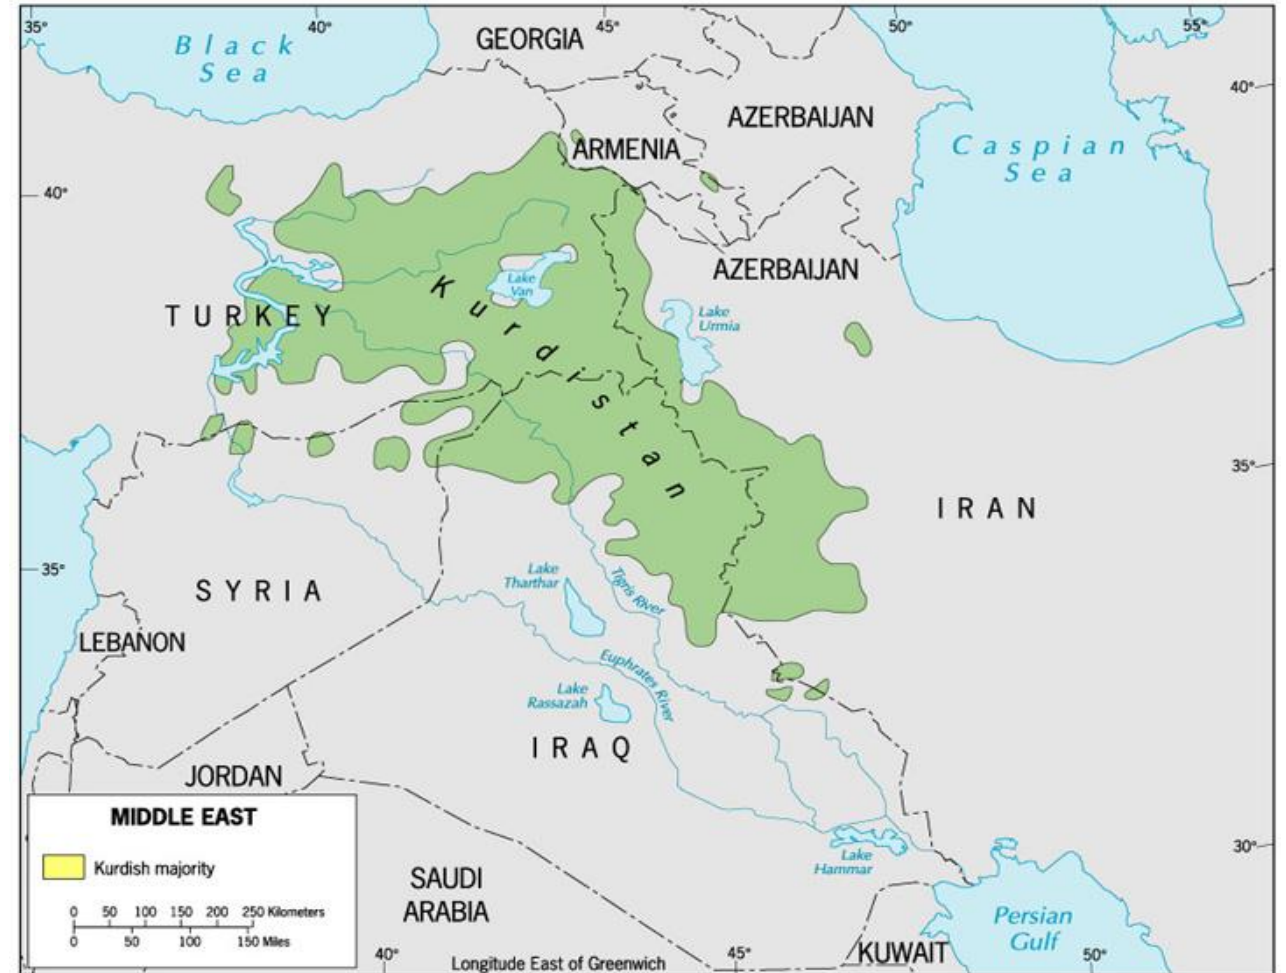 35°
40°
45°
50°
55°
Black
Sea
GEORGIA
40°
AZERBAIJAN
ARMENIA
Caspian
Sea
40°
AZERBAIJAN
Lake
Van
TURKEY
Lake
Urmia
Kurdistan
35°
IRAN
35°
SYRIA
Lake
Tharthar
Tigris River
LEBANON
Euphrates River
Lake
Rassazah
IRAQ
JORDAN
MIDDLE EAST
Kurdish majority
0 50 100 150 200 250 Kilometers
0 50 100 150 Miles
30°
Lake
Hammar
SAUDI
ARABIA
Persian
Gulf
KUWAIT
40°
45°
50°
Longitude East of Greenwich